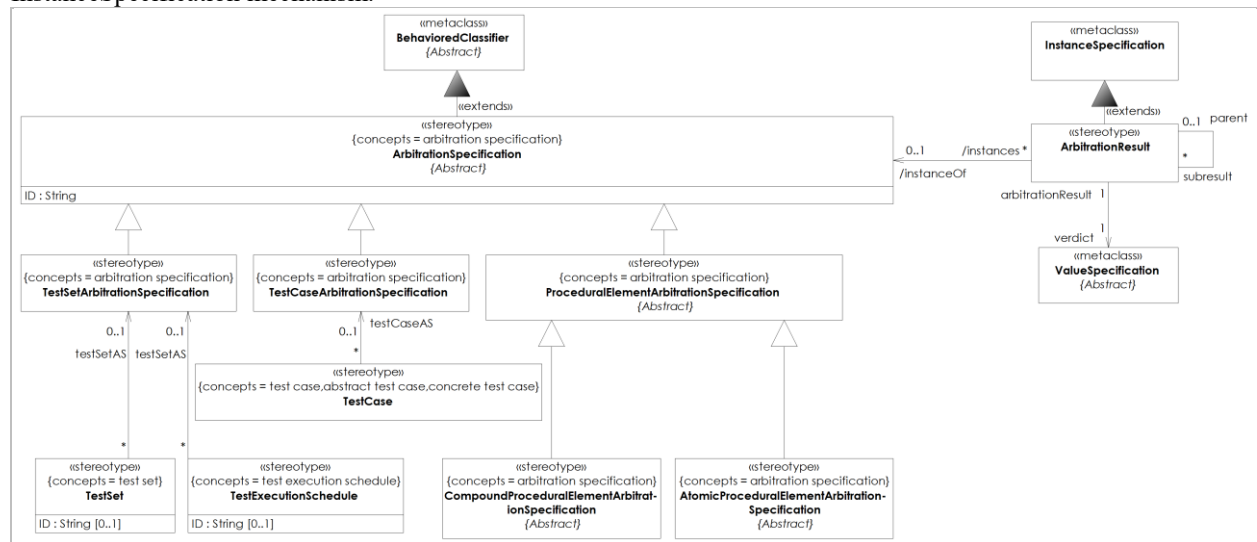 InstanceSpecification mechanism.
«metaclass»
BehavioredClassifier
{Abstract}
«metaclass»
InstanceSpecification
«extends»
«extends»
«stereotype»
{concepts = arbitration specification}
ArbitrationSpecification
{Abstract}
ID : String
0..1
/instances *
/instanceOf
«stereotype»
ArbitrationResult
0..1
parent
*
subresult
arbitrationResult
1
1
verdict
«metaclass»
ValueSpecification
{Abstract}
«stereotype»
{concepts = arbitration specification}
TestSetArbitrationSpecification
«stereotype»
{concepts = arbitration specification}
TestCaseArbitrationSpecification
«stereotype»
{concepts = arbitration specification}
ProceduralElementArbitrationSpecification
{Abstract}
0..1
testSetAS
0..1
testSetAS
testCaseAS
0..1
*
«stereotype»
{concepts = test case,abstract test case,concrete test case}
TestCase
*
*
«stereotype»
{concepts = test set}
TestSet
ID : String [0..1]
«stereotype»
{concepts = test execution schedule}
TestExecutionSchedule
ID : String [0..1]
«stereotype»
{concepts = arbitration specification}
CompoundProceduralElementArbitrat-
ionSpecification
{Abstract}
«stereotype»
{concepts = arbitration specification}
AtomicProceduralElementArbitration-
Specification
{Abstract}